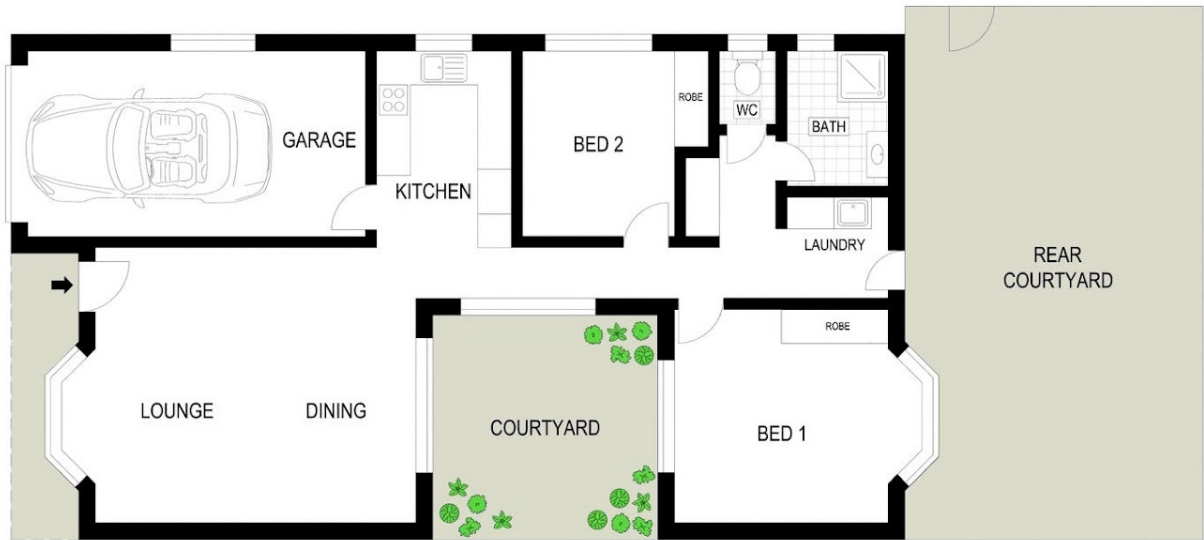 GARAGE
KITCHEN
BED 2
ROBE
WC
BATH
LAUNDRY
REAR
COURTYARD
ROBE
LOUNGE
DINING
COURTYARD
BED 1